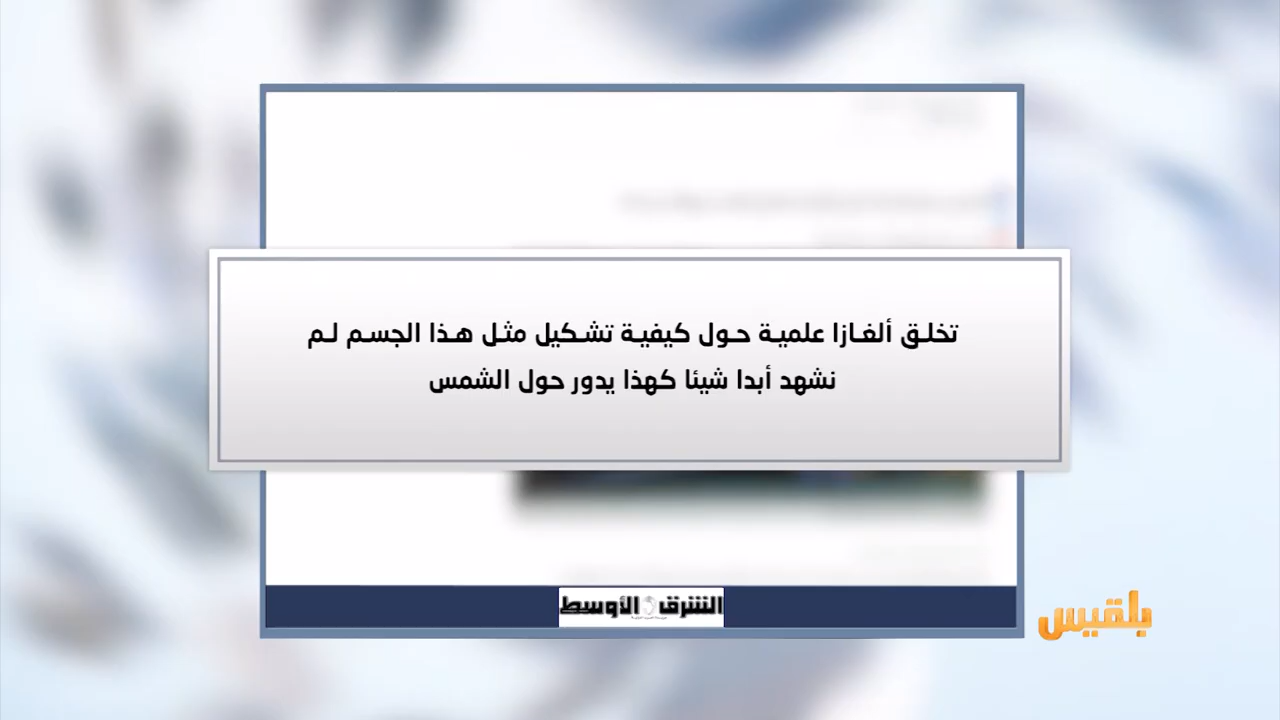 تخلق ألغازا علمية حول كيفية تشكيل مثل هذا الجسم لم
نشهد أبدا شيئا كهذا يدور حول الشمس
الشرق الأوسط
بلقيس